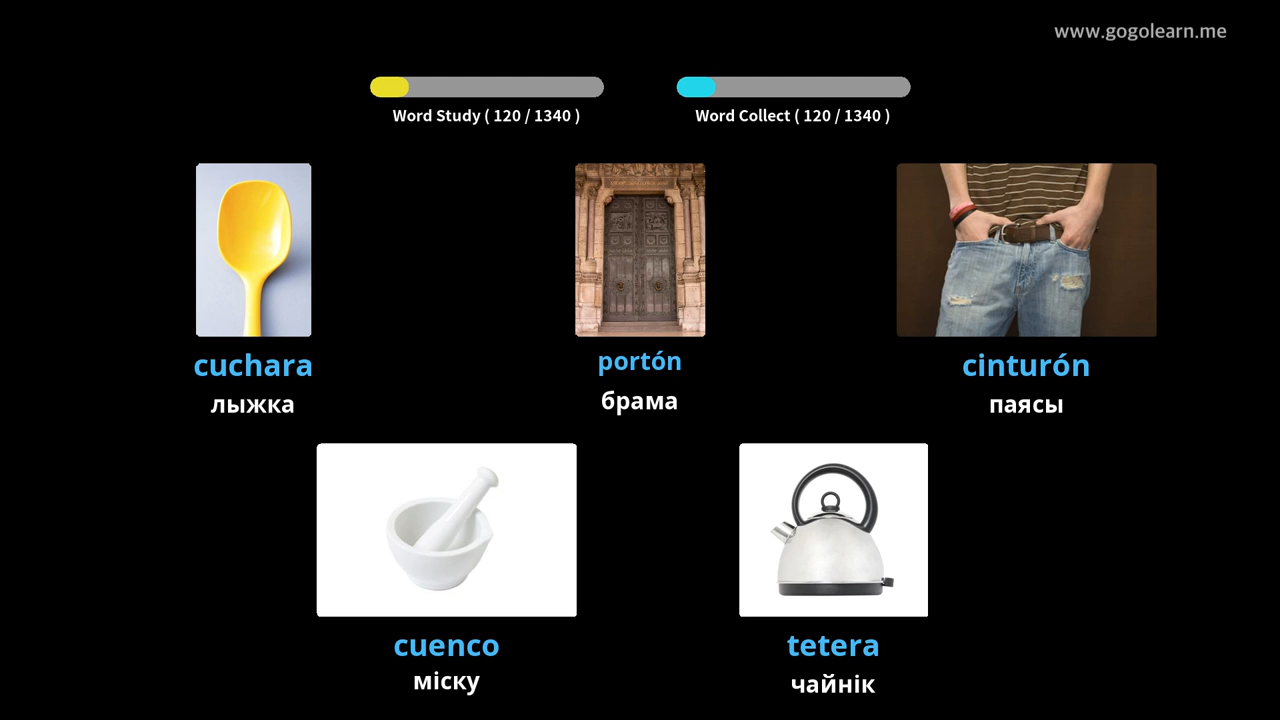 www.gogolearn.me
Word Study ( 120 / 1340 )
Word Collect ( 120 / 1340 )
cuchara
лыжка
portón
брама
cinturón
паясы
cuenco
міску
tetera
чайнік